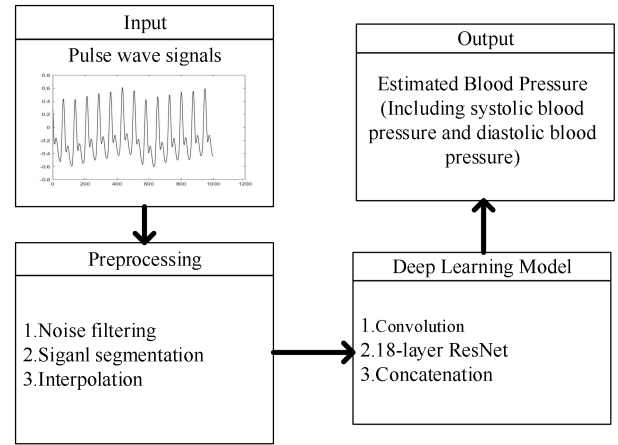 Input
Pulse wave signals
0.8
0.6
0.4
0.2
0
-0.2
-0.4
-0.6
-0.8
0 200 400 600 800 1000 1200
Preprocessing
1.Noise filtering
2.Siganl segmentation
3.Interpolation
Deep Learning Model
1.Convolution
2.18-layer ResNet
3.Concatenation
Output
Estimated Blood Pressure
(Including systolic blood
pressure and diastolic blood
pressure)